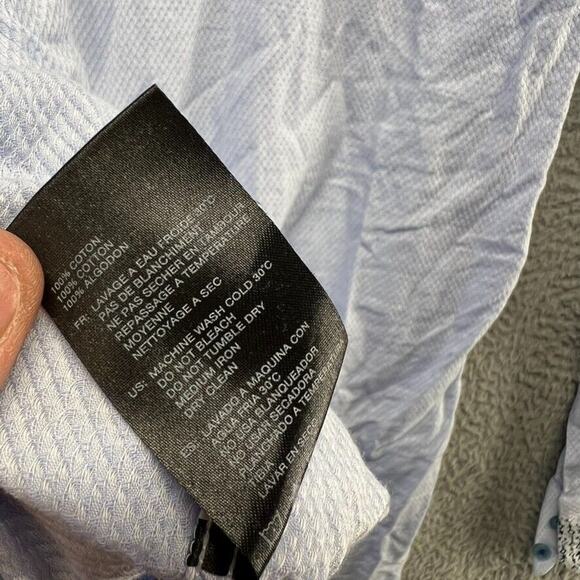 100% COTON
100% COTTON
100% ALGODON
FR: LAVAGE A EAU FROIDE 30°C
PAS DE BLANCHIMENT
NE PAS SECHER EN TAMBOUR
REPASSAGE A TEMPERATURE
MOYENNE
NETTOYAGE A SEC
US: MACHINE WASH COLD 30°C
DO NOT BLEACH
DO NOT TUMBLE DRY
MEDIUM IRON
DRY CLEAN
ES: LAVADO A MAQUINA CON
AGUA FRIA 30°C
NO USAR BLANQUEADOR
NO USAR SECADORA
PLANCHADO A TEMPERATURA
TIBIA
LAVAR EN SECO